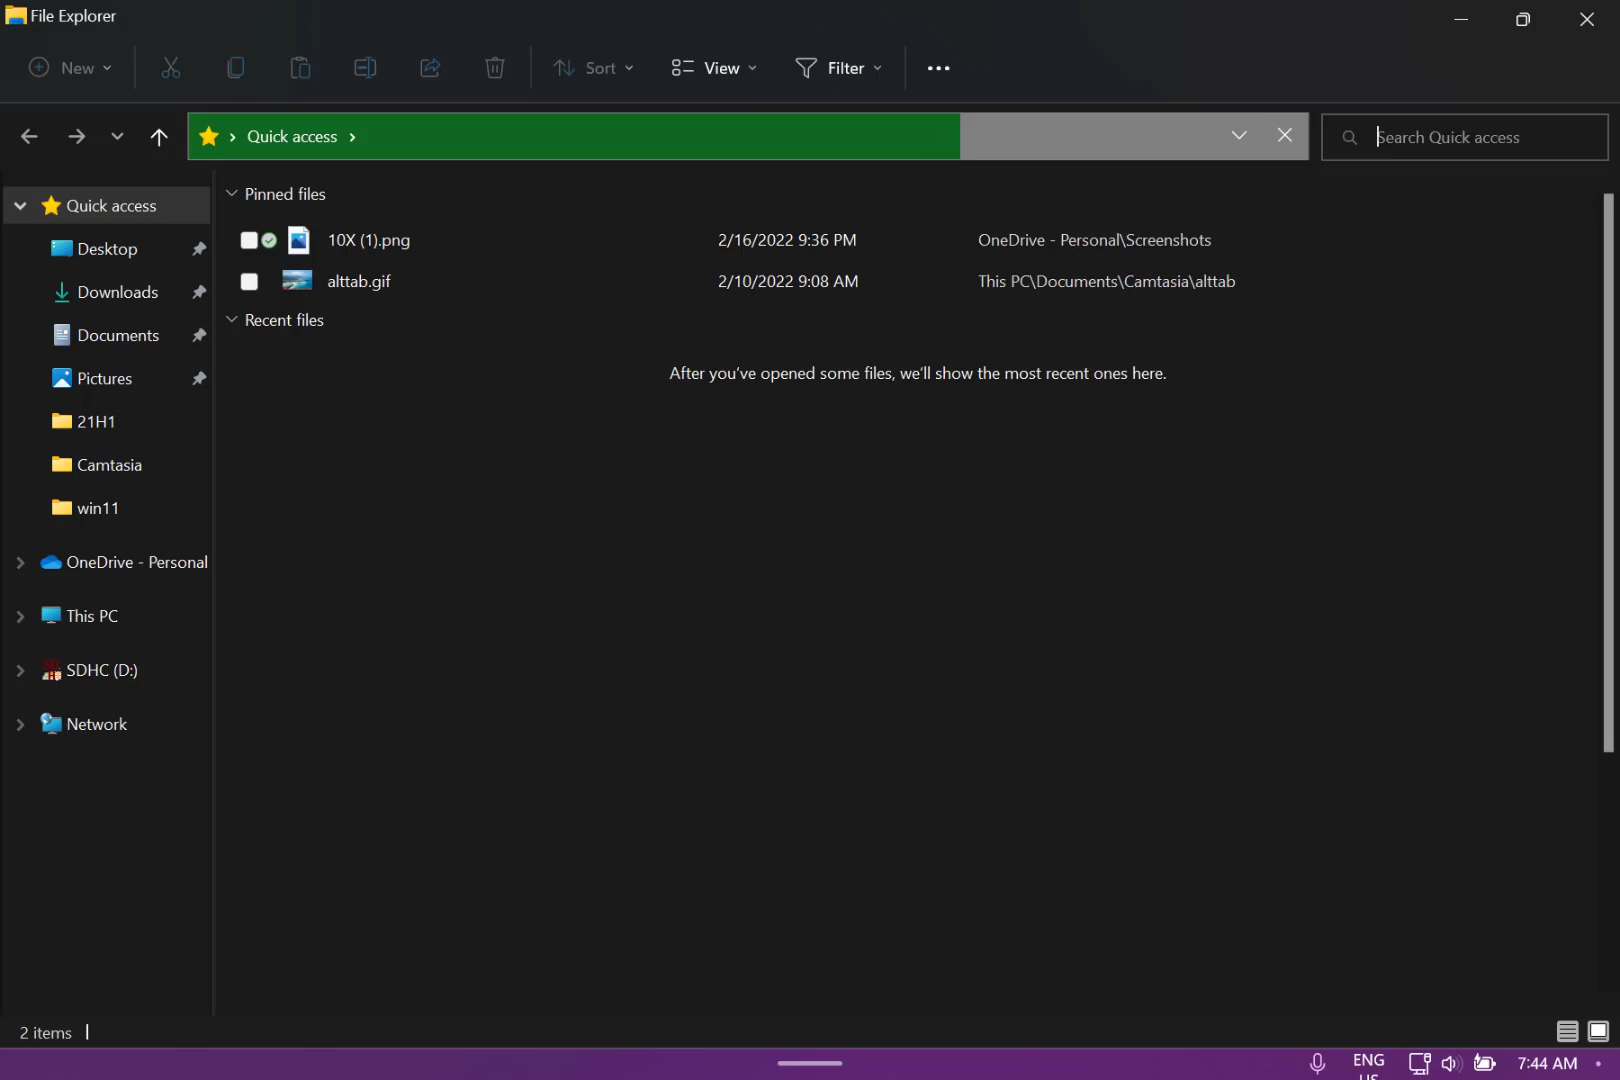 File Explorer
New
Sort
View
Filter
Quick access
Search Quick access
Quick access
Desktop
Downloads
Documents
Pictures
21H1
Camtasia
win11
OneDrive - Personal
This PC
SDHC (D:)
Network
Pinned files
10X (1).png 2/16/2022 9:36 PM OneDrive - Personal\Screenshots
alttab.gif 2/10/2022 9:08 AM This PC\Documents\Camtasia\alttab
Recent files
After you've opened some files, we'll show the most recent ones here.
2 items
ENG
US
7:44 AM